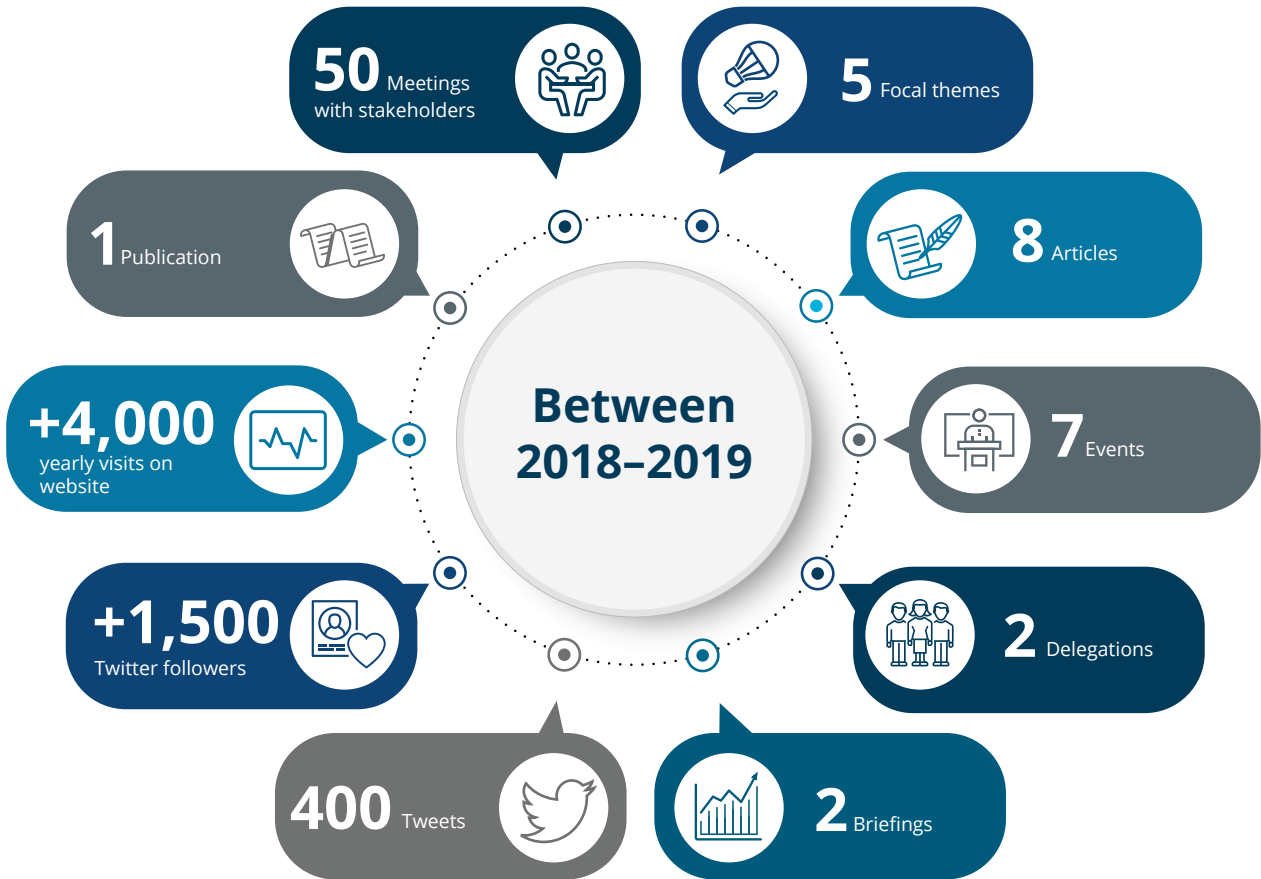 50 Meetings
with stakeholders
5 Focal themes
1 Publication
8 Articles
Between
2018–2019
+4,000
yearly visits on
website
7 Events
+1,500
Twitter followers
2 Delegations
400 Tweets
2 Briefings